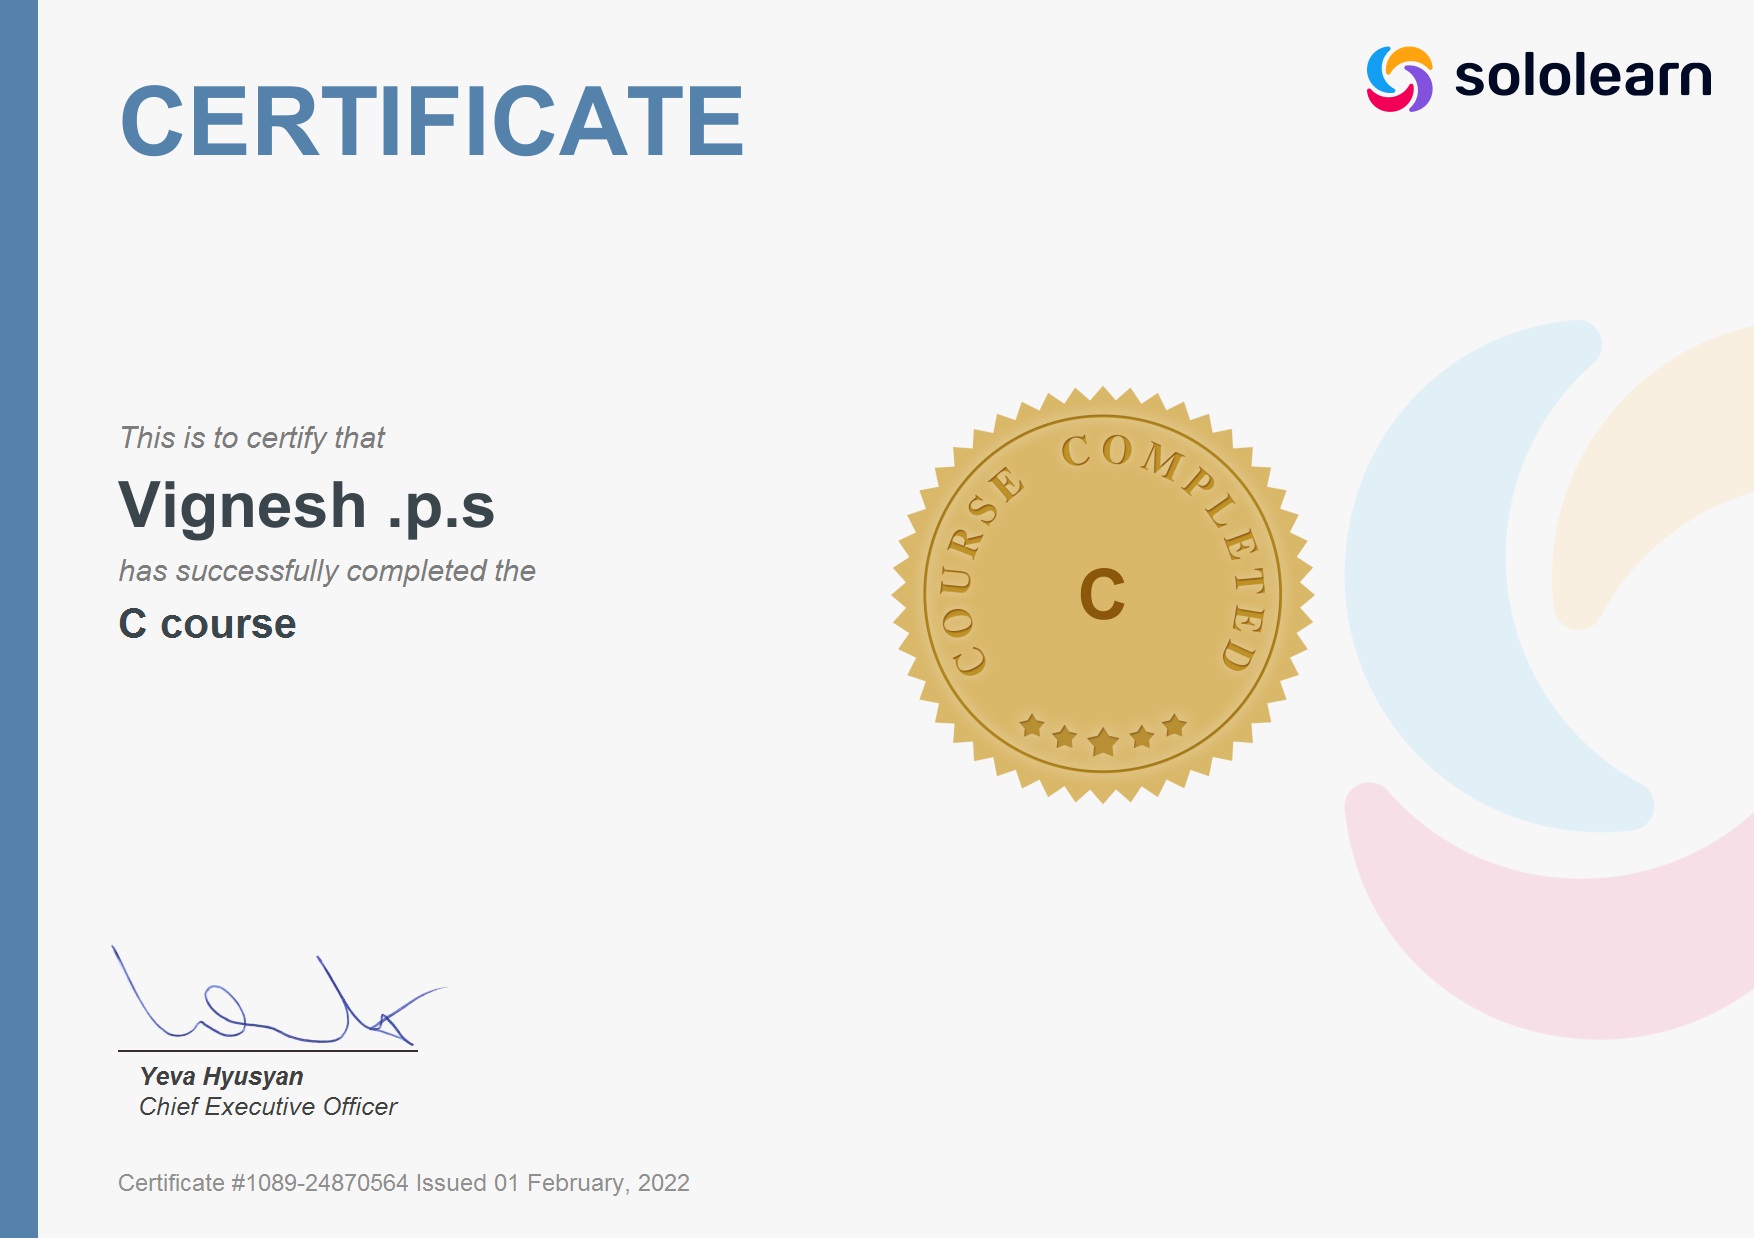 sololearn
CERTIFICATE
This is to certify that
Vignesh .p.s
has successfully completed the
C course
COURSE COMPLETED
C
Yeva Hyusyan
Chief Executive Officer
Certificate #1089-24870564 Issued 01 February, 2022